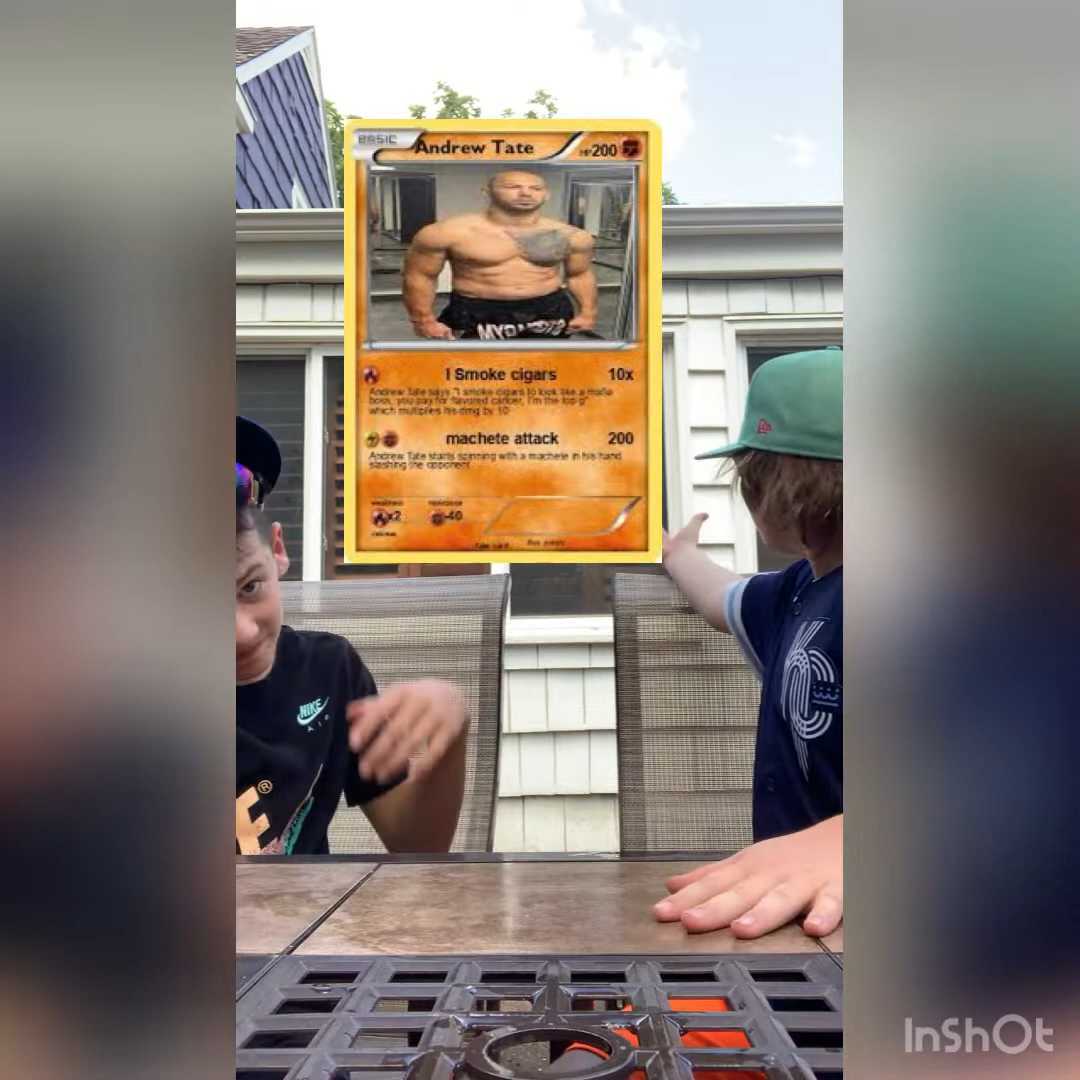 BASIC
Andrew Tate
HP200
I Smoke cigars 10x
Andrew Tate says "I smoke cigars to look like a mafia
boss, you pay for flavored cancer, I'm the top g"
which multiplies his dmg by 10
machete attack 200
Andrew Tate starts spinning with a machete in his hand
slashing the opponent
x2
-40
NIKE
AIR
®
KC
InShOt